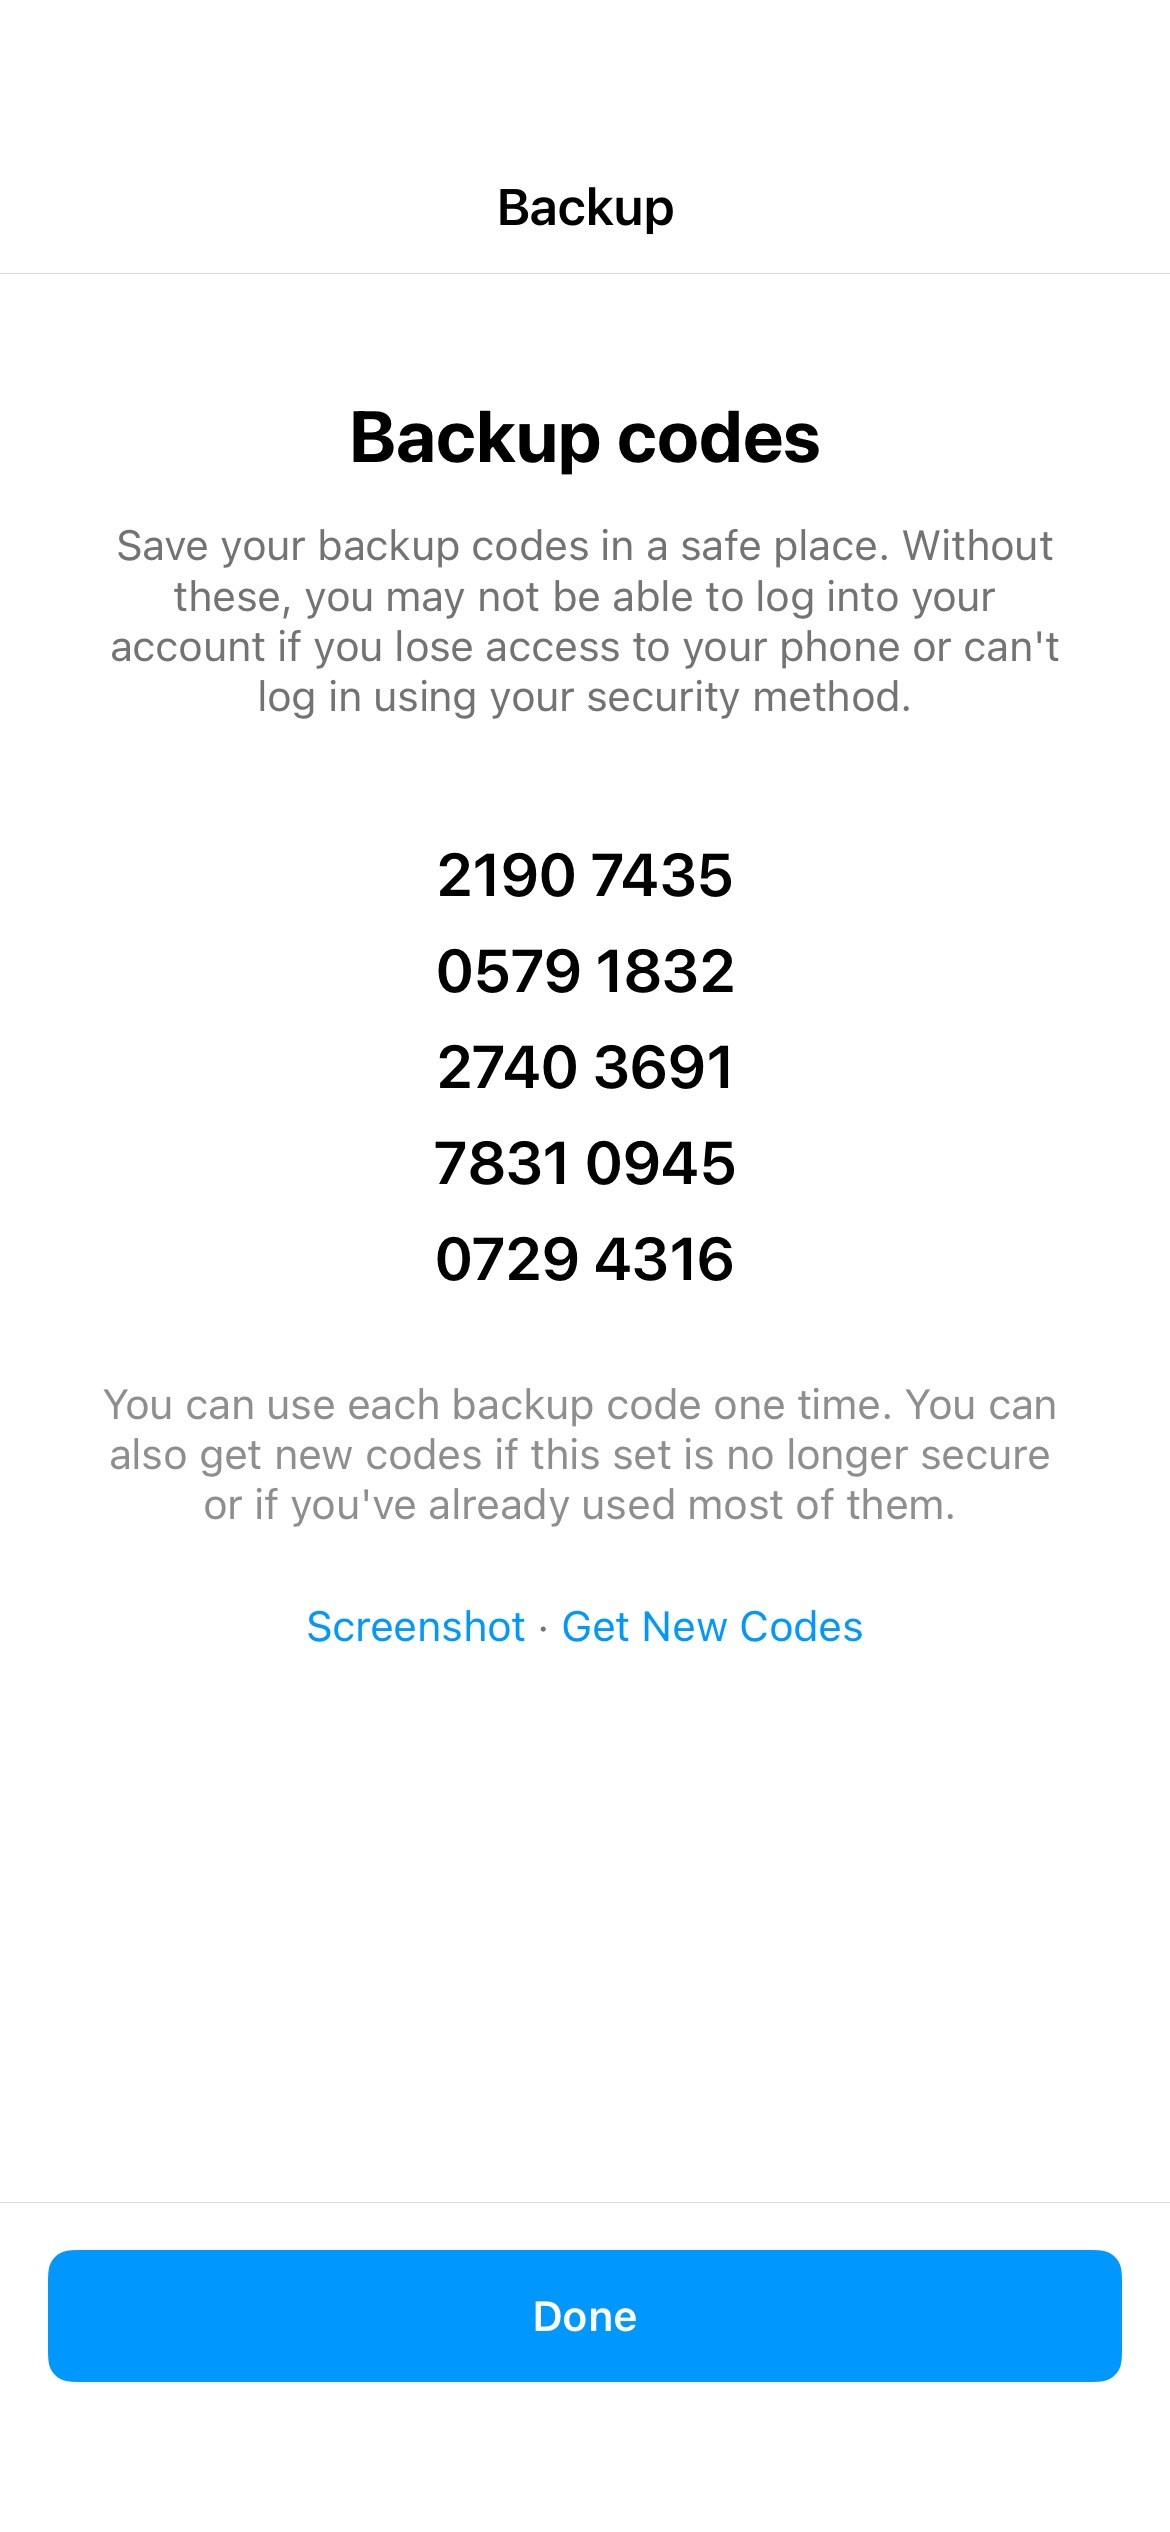 Backup
Backup codes
Save your backup codes in a safe place. Without
these, you may not be able to log into your
account if you lose access to your phone or can't
log in using your security method.
2190 7435
0579 1832
2740 3691
7831 0945
0729 4316
You can use each backup code one time. You can
also get new codes if this set is no longer secure
or if you've already used most of them.
Screenshot · Get New Codes
Done